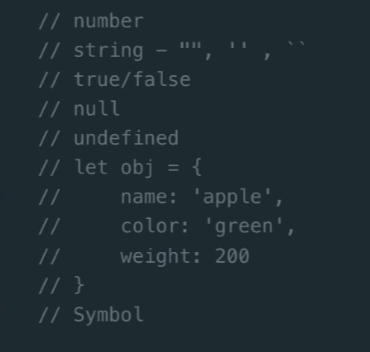 // number
// string – "", '' , ``
// true/false
// null
// undefined
// let obj = {
//     name: 'apple',
//     color: 'green',
//     weight: 200
// }
// Symbol